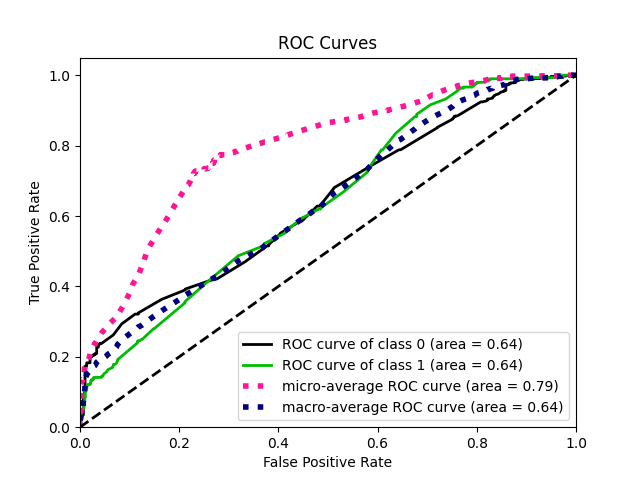 ROC Curves
True Positive Rate
1.0
0.8
0.6
0.4
0.2
0.0
ROC curve of class 0 (area = 0.64)
ROC curve of class 1 (area = 0.64)
micro-average ROC curve (area = 0.79)
macro-average ROC curve (area = 0.64)
0.0 0.2 0.4 0.6 0.8 1.0
False Positive Rate